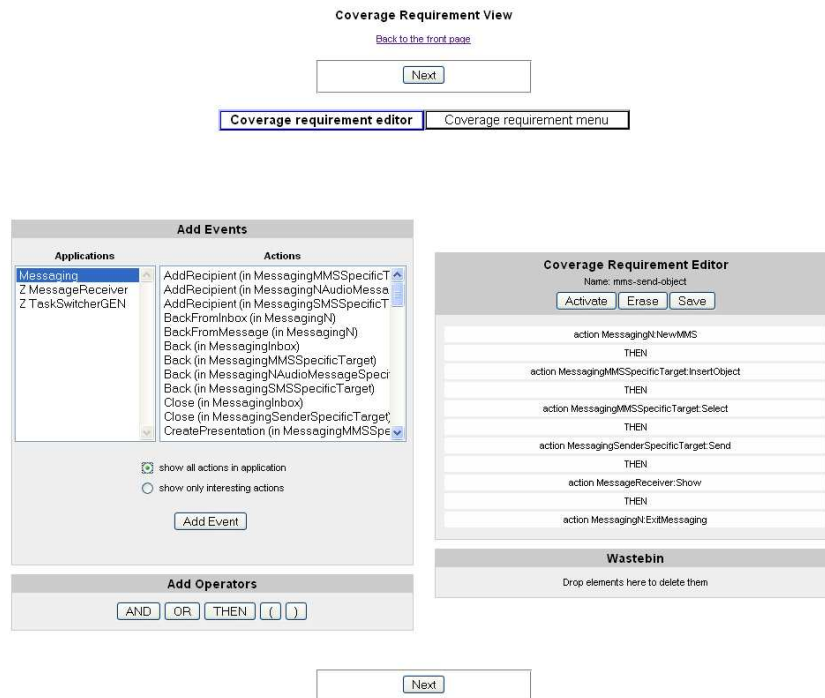 Coverage Requirement View
Back to the front page
Next
Coverage requirement editor
Coverage requirement menu
Add Events
Applications
Actions
Messaging
Z MessageReceiver
Z TaskSwitcherGEN
AddRecipient (in MessagingMMSSpecificT
AddRecipient (in MessagingNAudioMessa
AddRecipient (in MessagingSMSSpecificT
BackFromInbox (in MessagingN)
BackFromMessage (in MessagingN)
Back (in MessagingInbox)
Back (in MessagingMMSSpecificTarget)
Back (in MessagingNAudioMessageSpecif
Back (in MessagingSMSSpecificTarget)
Close (in MessagingInbox)
Close (in MessagingSenderSpecificTarget)
CreatePresentation (in MessagingMMSSpe
show all actions in application
show only interesting actions
Add Event
Add Operators
AND OR THEN ( )
Coverage Requirement Editor
Name: mms-send-object
Activate Erase Save
action MessagingN:NewMMS
THEN
action MessagingMMSSpecificTarget:InsertObject
THEN
action MessagingMMSSpecificTarget:Select
THEN
action MessagingSenderSpecificTarget:Send
THEN
action MessageReceiver:Show
THEN
action MessagingN:ExitMessaging
Wastebin
Drop elements here to delete them
Next